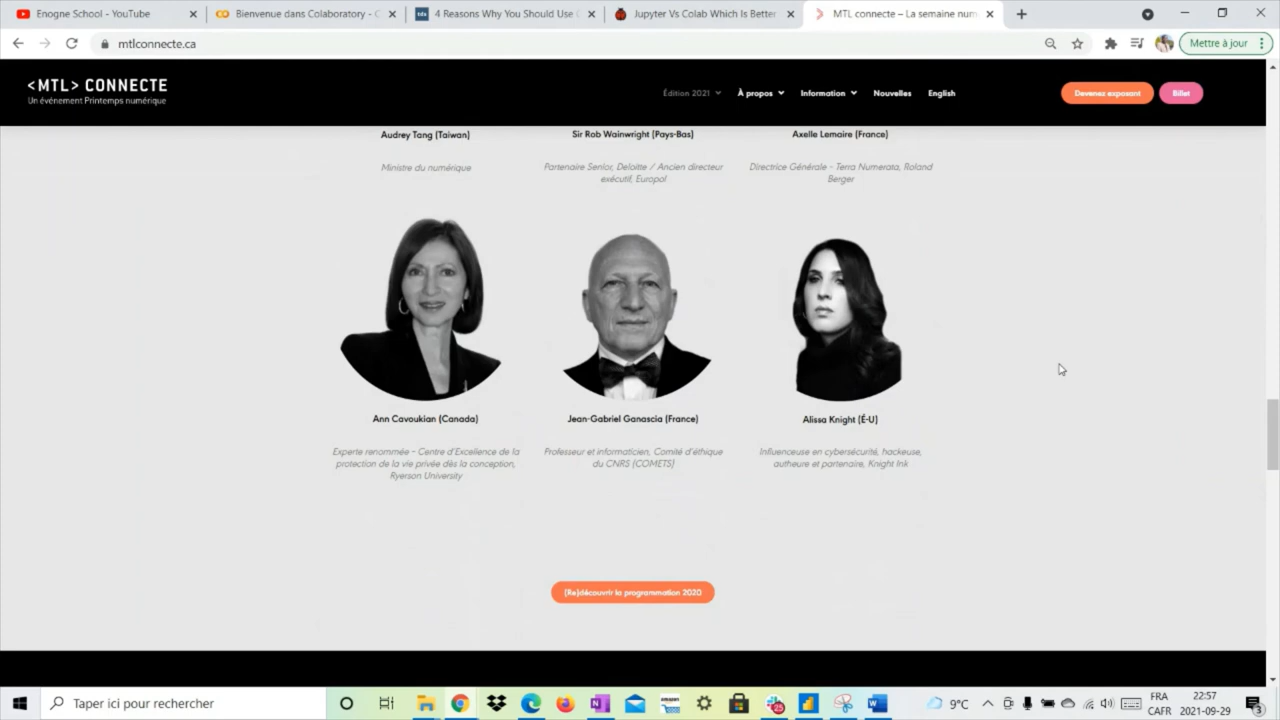 Enogne School - YouTube
Bienvenue dans Colaboratory - C
4 Reasons Why You Should Use G
Jupyter Vs Colab Which Is Better
MTL connecte – La semaine num
mtlconnecte.ca
Mettre à jour
<MTL> CONNECTE
Un événement Printemps numérique
Édition 2021
À propos
Information
Nouvelles
English
Devenez exposant
Billet
Audrey Tang (Taiwan)
Sir Rob Wainwright (Pays-Bas)
Axelle Lemaire (France)
Ministre du numérique
Partenaire Senior, Deloitte / Ancien directeur
exécutif, Europol
Directrice Générale - Terra Numerata, Roland
Berger
Ann Cavoukian (Canada)
Jean-Gabriel Ganascia (France)
Alissa Knight (É-U)
Experte renommée - Centre d'Excellence de la
protection de la vie privée dès la conception,
Ryerson University
Professeur et informaticien, Comité d'éthique
du CNRS (COMETS)
Influenceuse en cybersécurité, hackeuse,
autheure et partenaire, Knight Ink
(Re)découvrir la programmation 2020
Taper ici pour rechercher
amazon
25
9°C
FRA
CAFR
22:57
2021-09-29
3